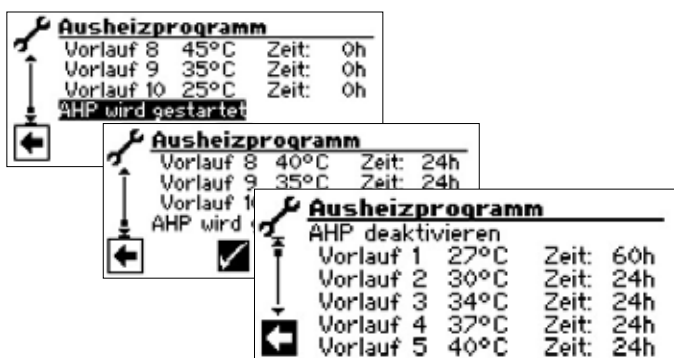 Ausheizprogramm
Vorlauf 8 45°C Zeit: 0h
Vorlauf 9 35°C Zeit: 0h
Vorlauf 10 25°C Zeit: 0h
AHP wird gestartet
Ausheizprogramm
Vorlauf 8 40°C Zeit: 24h
Vorlauf 9 35°C Zeit: 24h
Vorlauf
AHP wird
Ausheizprogramm
AHP deaktivieren
Vorlauf 1 27°C Zeit: 60h
Vorlauf 2 30°C Zeit: 24h
Vorlauf 3 34°C Zeit: 24h
Vorlauf 4 37°C Zeit: 24h
Vorlauf 5 40°C Zeit: 24h